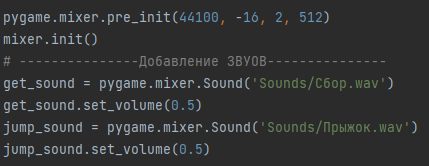 pygame.mixer.pre_init(44100, -16, 2, 512)
mixer.init()
# ---------------Добавление ЗВУОВ---------------
get_sound = pygame.mixer.Sound('Sounds/Сбор.wav')
get_sound.set_volume(0.5)
jump_sound = pygame.mixer.Sound('Sounds/Прыжок.wav')
jump_sound.set_volume(0.5)